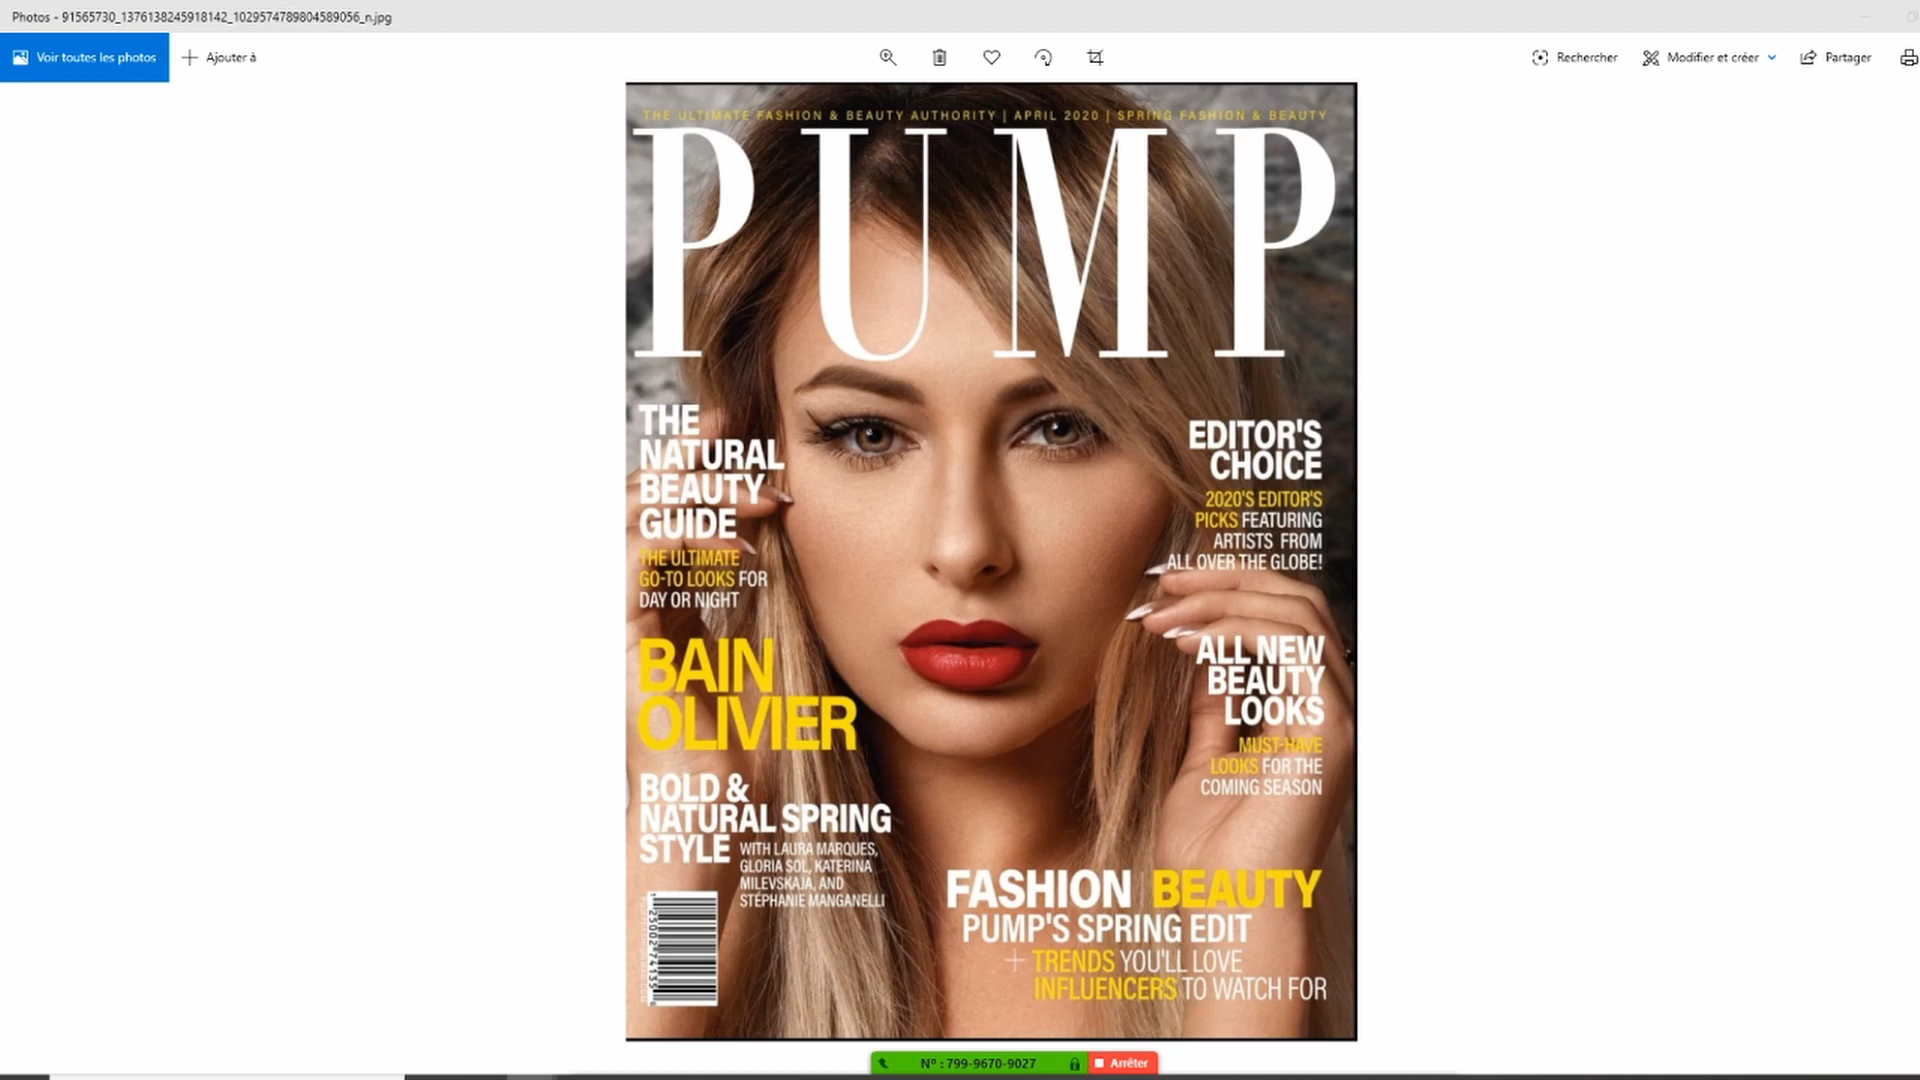 Photos - 91565730_1376138245918142_1029574789804589056_n.jpg
Voir toutes les photos
Ajouter à
Rechercher
Modifier et créer
Partager
THE ULTIMATE FASHION & BEAUTY AUTHORITY | APRIL 2020 | SPRING FASHION & BEAUTY
PUMP
THE
NATURAL
BEAUTY
GUIDE
THE ULTIMATE
GO-TO LOOKS FOR
DAY OR NIGHT
BAIN
OLIVIER
BOLD &
NATURAL SPRING
STYLE
WITH LAURA MARQUES,
GLORIA SOL, KATERINA
MILEVSKAJA, AND
STÉPHANIE MANGANELLI
EDITOR'S
CHOICE
2020'S EDITOR'S
PICKS FEATURING
ARTISTS FROM
ALL OVER THE GLOBE!
ALL NEW
BEAUTY
LOOKS
MUST-HAVE
LOOKS FOR THE
COMING SEASON
FASHION BEAUTY
PUMP'S SPRING EDIT
+ TRENDS YOU'LL LOVE
INFLUENCERS TO WATCH FOR
N° : 799-9670-9027
Arrêter